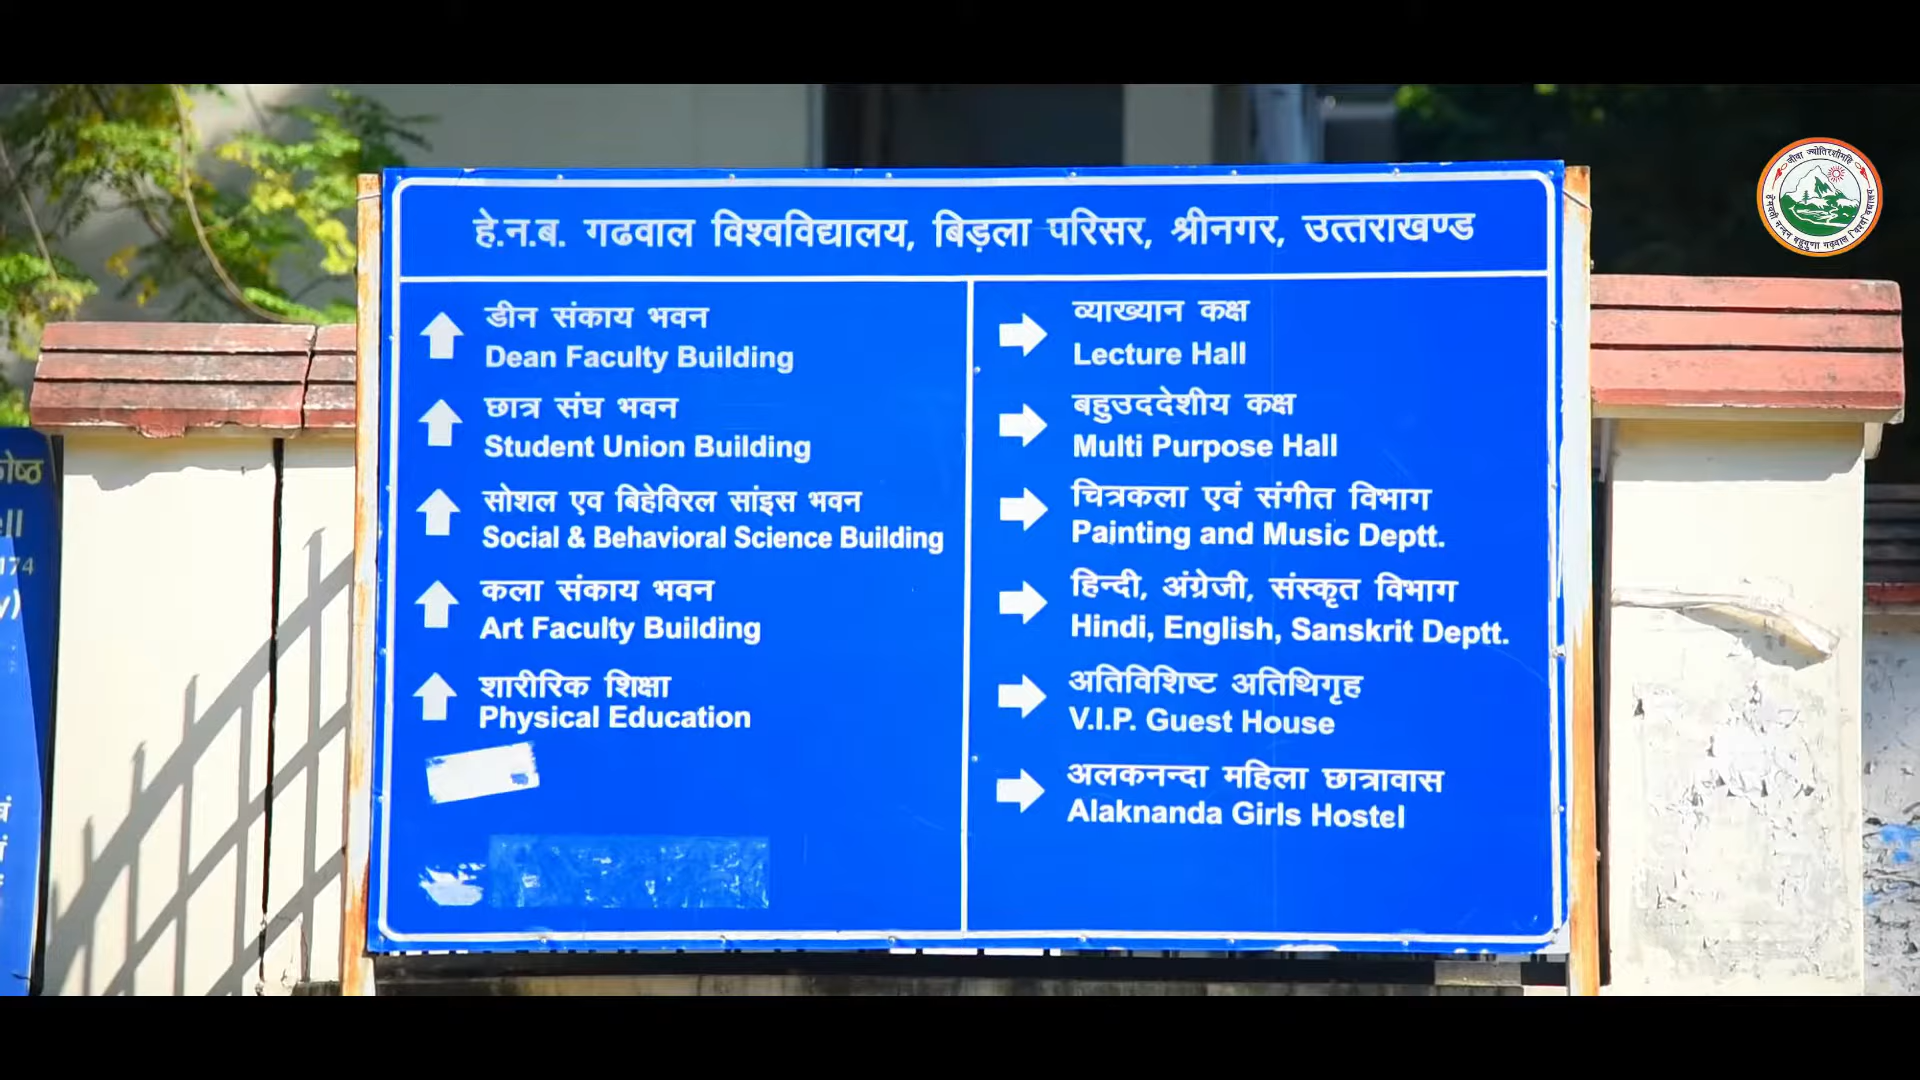 हे.न.ब. गढवाल विश्वविद्यालय, बिड़ला परिसर, श्रीनगर, उत्तराखण्ड
डीन संकाय भवन
Dean Faculty Building
छात्र संघ भवन
Student Union Building
सोशल एव बिहेविरल सांइस भवन
Social & Behavioral Science Building
कला संकाय भवन
Art Faculty Building
शारीरिक शिक्षा
Physical Education
व्याख्यान कक्ष
Lecture Hall
बहुउददेशीय कक्ष
Multi Purpose Hall
चित्रकला एवं संगीत विभाग
Painting and Music Deptt.
हिन्दी, अंग्रेजी, संस्कृत विभाग
Hindi, English, Sanskrit Deptt.
अतिविशिष्ट अतिथिगृह
V.I.P. Guest House
अलकनन्दा महिला छात्रावास
Alaknanda Girls Hostel
174